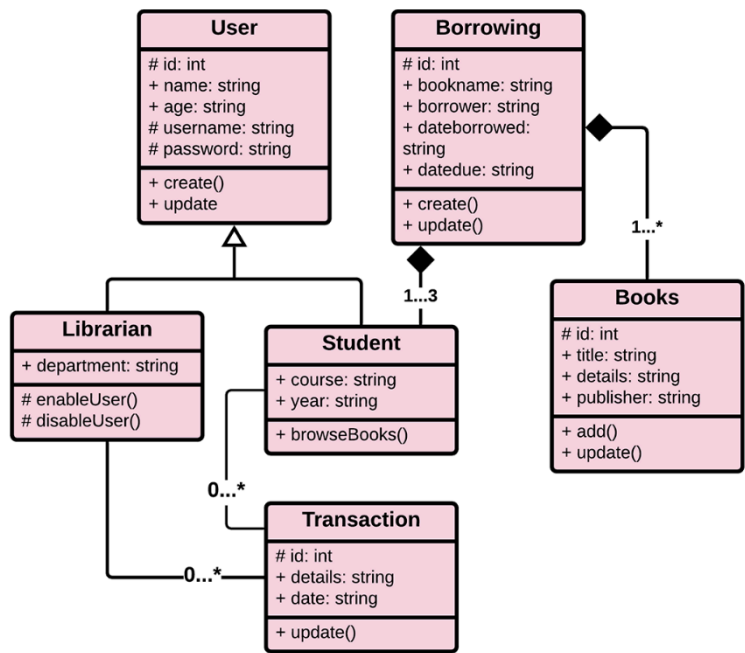 User
# id: int
+ name: string
+ age: string
# username: string
# password: string
+ create()
+ update
Borrowing
# id: int
+ bookname: string
+ borrower: string
+ dateborrowed:
string
+ datedue: string
+ create()
+ update()
1...*
1...3
Books
# id: int
+ title: string
+ details: string
+ publisher: string
+ add()
+ update()
Librarian
+ department: string
# enableUser()
# disableUser()
Student
+ course: string
+ year: string
+ browseBooks()
0...*
0...*
Transaction
# id: int
+ details: string
+ date: string
+ update()